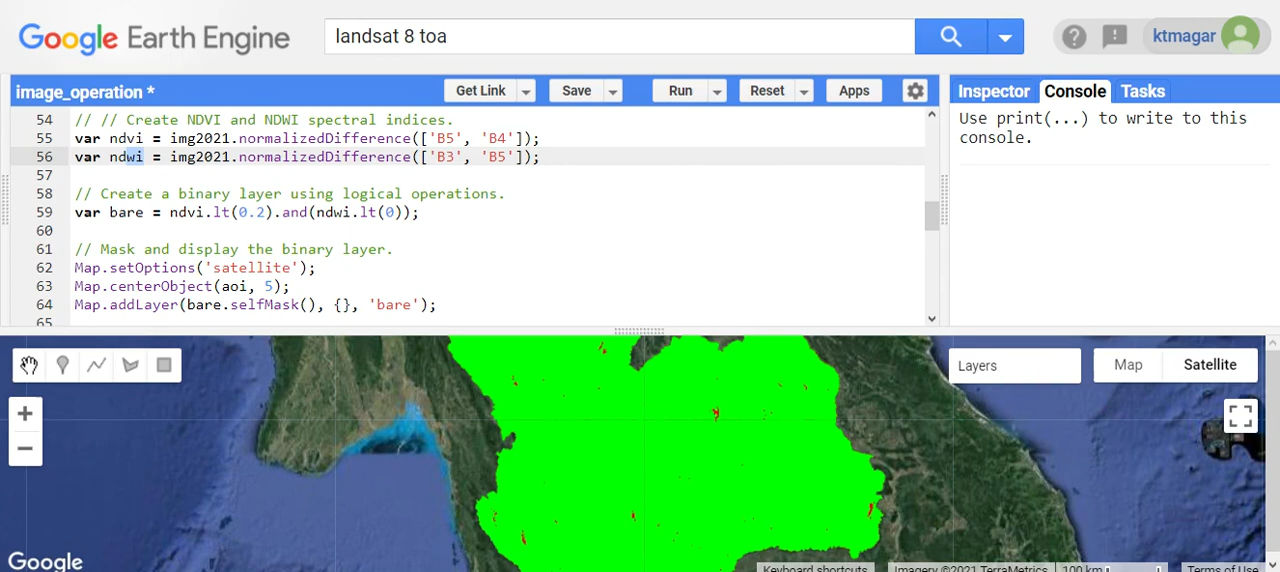 Google Earth Engine
landsat 8 toa
ktmagar
image_operation *
Get Link
Save
Run
Reset
Apps
Inspector
Console
Tasks
54 // // Create NDVI and NDWI spectral indices.
55 var ndvi = img2021.normalizedDifference(['B5', 'B4']);
56 var ndwi = img2021.normalizedDifference(['B3', 'B5']);
57
58 // Create a binary layer using logical operations.
59 var bare = ndvi.lt(0.2).and(ndwi.lt(0));
60
61 // Mask and display the binary layer.
62 Map.setOptions('satellite');
63 Map.centerObject(aoi, 5);
64 Map.addLayer(bare.selfMask(), {}, 'bare');
65
Use print(...) to write to this
console.
Layers
Map
Satellite
Google
Keyboard shortcuts
Imagery ©2021 TerraMetrics
100 km
Terms of Use